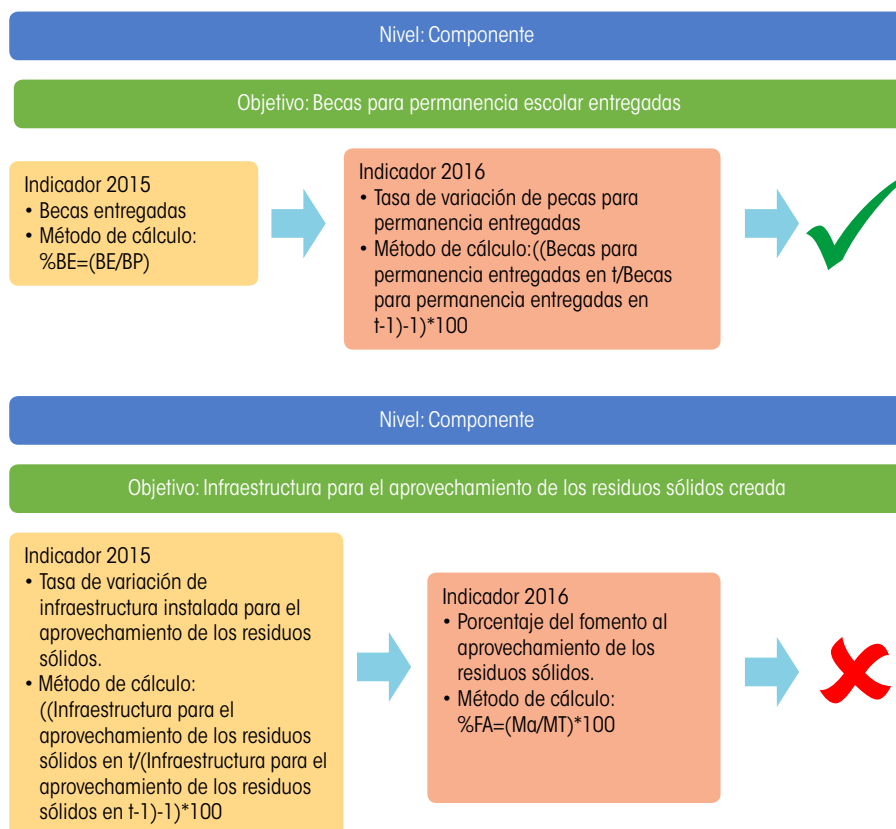 Nivel: Componente
Objetivo: Becas para permanencia escolar entregadas
Indicador 2015
• Becas entregadas
• Método de cálculo:
%BE=(BE/BP)
Indicador 2016
• Tasa de variación de pecas para
permanencia entregadas
• Método de cálculo:((Becas para
permanencia entregadas en t/Becas
para permanencia entregadas en
t-1)-1)*100
Nivel: Componente
Objetivo: Infraestructura para el aprovechamiento de los residuos sólidos creada
Indicador 2015
• Tasa de variación de
infraestructura instalada para el
aprovechamiento de los residuos
sólidos.
• Método de cálculo:
((Infraestructura para el
aprovechamiento de los residuos
sólidos en t/(Infraestructura para el
aprovechamiento de los residuos
sólidos en t-1)-1)*100
Indicador 2016
• Porcentaje del fomento al
aprovechamiento de los
residuos sólidos.
• Método de cálculo:
%FA=(Ma/MT)*100